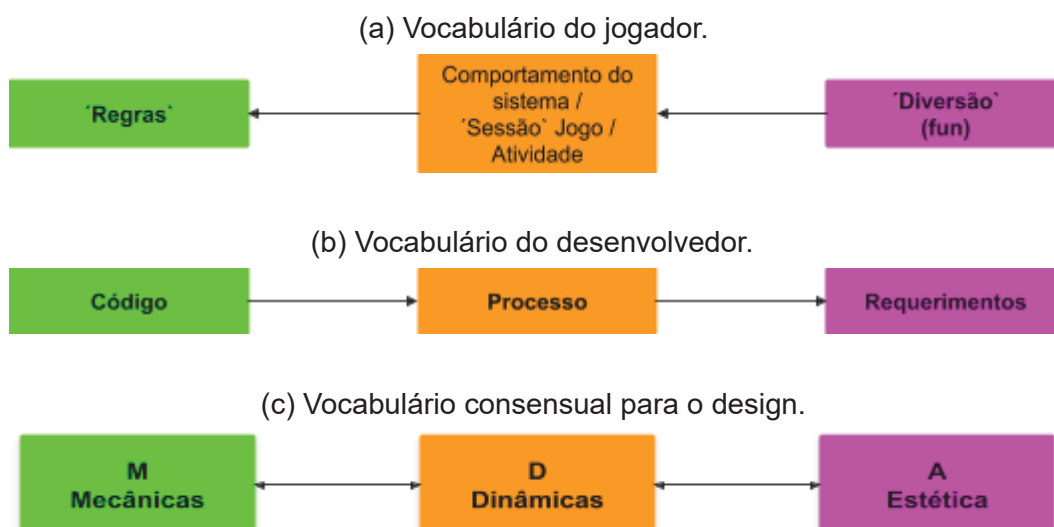 (a) Vocabulário do jogador.
´Regras`
Comportamento do
sistema /
´Sessão` Jogo /
Atividade
´Diversão`
(fun)
(b) Vocabulário do desenvolvedor.
Código
Processo
Requerimentos
(c) Vocabulário consensual para o design.
M
Mecânicas
D
Dinâmicas
A
Estética